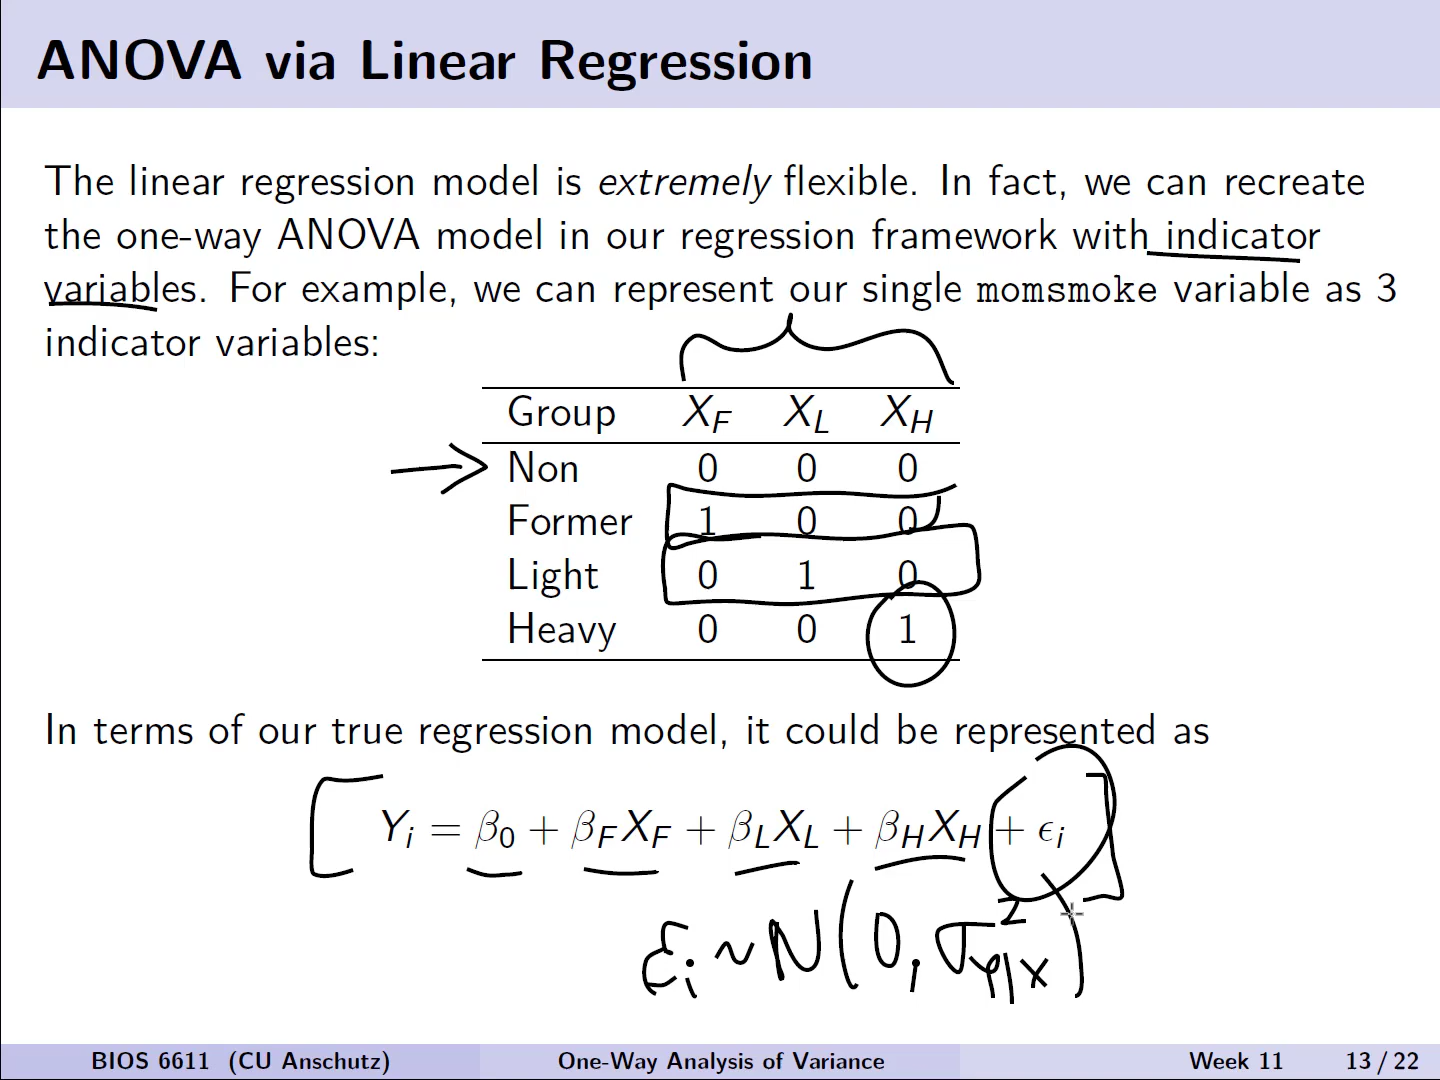 ANOVA via Linear Regression
The linear regression model is extremely flexible. In fact, we can recreate
the one-way ANOVA model in our regression framework with indicator
variables. For example, we can represent our single momsmoke variable as 3
indicator variables:
Group X_F X_L X_H
Non 0 0 0
Former 1 0 0
Light 0 1 0
Heavy 0 0 1
In terms of our true regression model, it could be represented as
Y_i = β_0 + β_F X_F + β_L X_L + β_H X_H + ϵ_i
ε_i ~ N(0, σ²_{y|x})
BIOS 6611 (CU Anschutz) One-Way Analysis of Variance Week 11 13 / 22